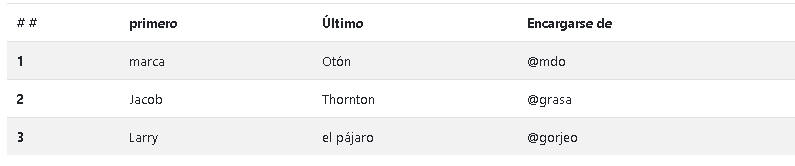 # # primero Último Encargarse de
1 marca Otón @mdo
2 Jacob Thornton @grasa
3 Larry el pájaro @gorjeo